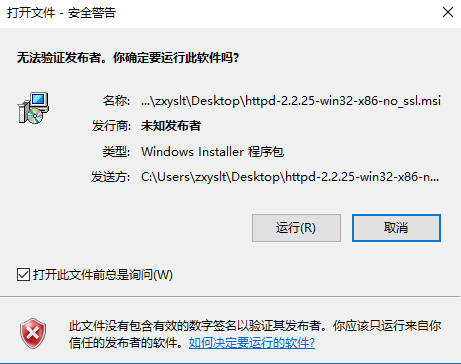 打开文件 - 安全警告
无法验证发布者。你确定要运行此软件吗?
名称: ...\zxyslt\Desktop\httpd-2.2.25-win32-x86-no_ssl.msi
发行商: 未知发布者
类型: Windows Installer 程序包
发送方: C:\Users\zxyslt\Desktop\httpd-2.2.25-win32-x86-n...
运行(R) 取消
打开此文件前总是询问(W)
此文件没有包含有效的数字签名以验证其发布者。你应该只运行来自你
信任的发布者的软件。如何决定要运行的软件?